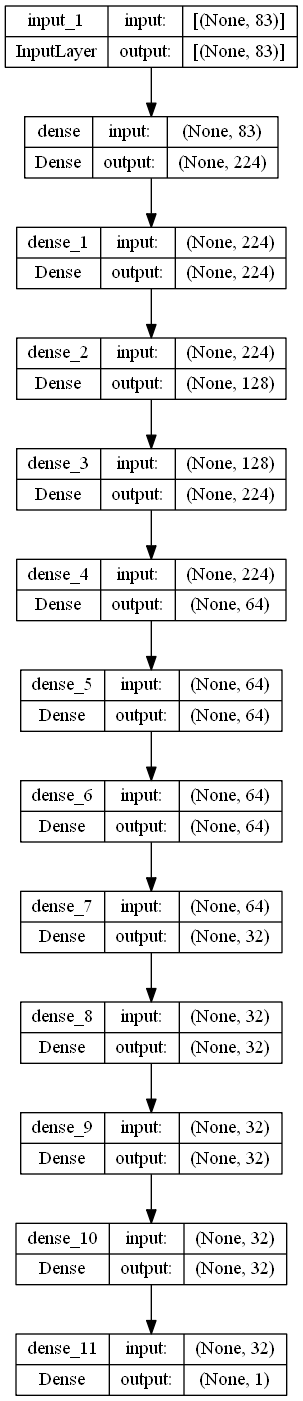 input_1 input: [(None, 83)]
InputLayer output: [(None, 83)]
dense input: (None, 83)
Dense output: (None, 224)
dense_1 input: (None, 224)
Dense output: (None, 224)
dense_2 input: (None, 224)
Dense output: (None, 128)
dense_3 input: (None, 128)
Dense output: (None, 224)
dense_4 input: (None, 224)
Dense output: (None, 64)
dense_5 input: (None, 64)
Dense output: (None, 64)
dense_6 input: (None, 64)
Dense output: (None, 64)
dense_7 input: (None, 64)
Dense output: (None, 32)
dense_8 input: (None, 32)
Dense output: (None, 32)
dense_9 input: (None, 32)
Dense output: (None, 32)
dense_10 input: (None, 32)
Dense output: (None, 32)
dense_11 input: (None, 32)
Dense output: (None, 1)